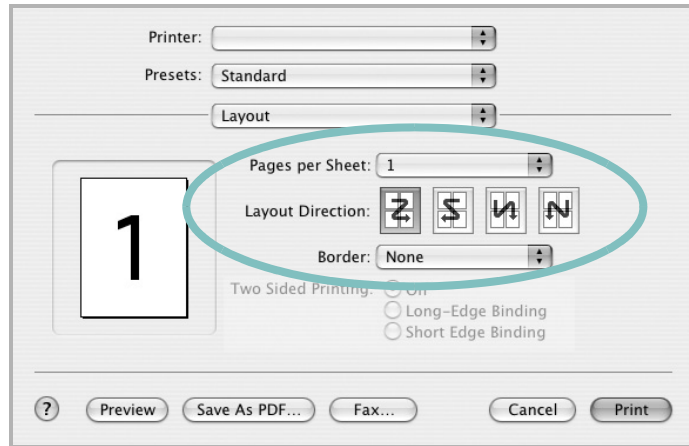 Printer:
Presets: Standard
Layout
Pages per Sheet: 1
Layout Direction:
Border: None
1
Two Sided Printing: Off
Long-Edge Binding
Short Edge Binding
? Preview Save As PDF... Fax... Cancel Print